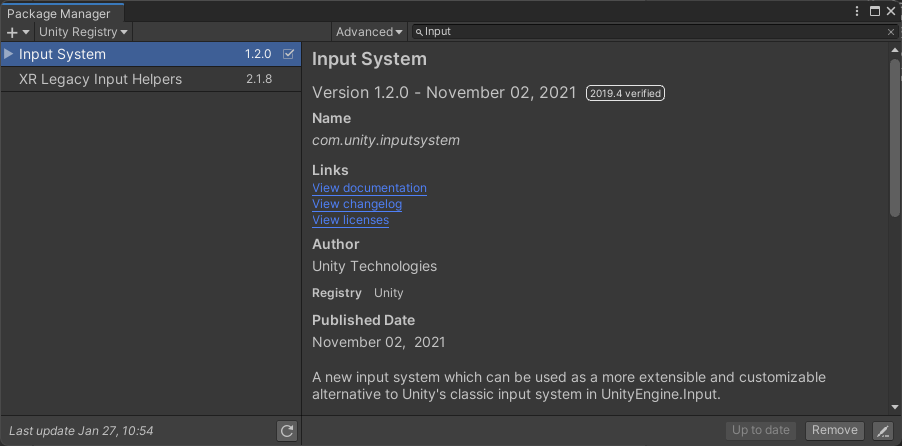 Package Manager
Unity Registry
Advanced
Input
Input System 1.2.0
XR Legacy Input Helpers 2.1.8
Input System
Version 1.2.0 - November 02, 2021 2019.4 verified
Name
com.unity.inputsystem
Links
View documentation
View changelog
View licenses
Author
Unity Technologies
Registry Unity
Published Date
November 02, 2021
A new input system which can be used as a more extensible and customizable
alternative to Unity's classic input system in UnityEngine.Input.
Last update Jan 27, 10:54
Up to date
Remove